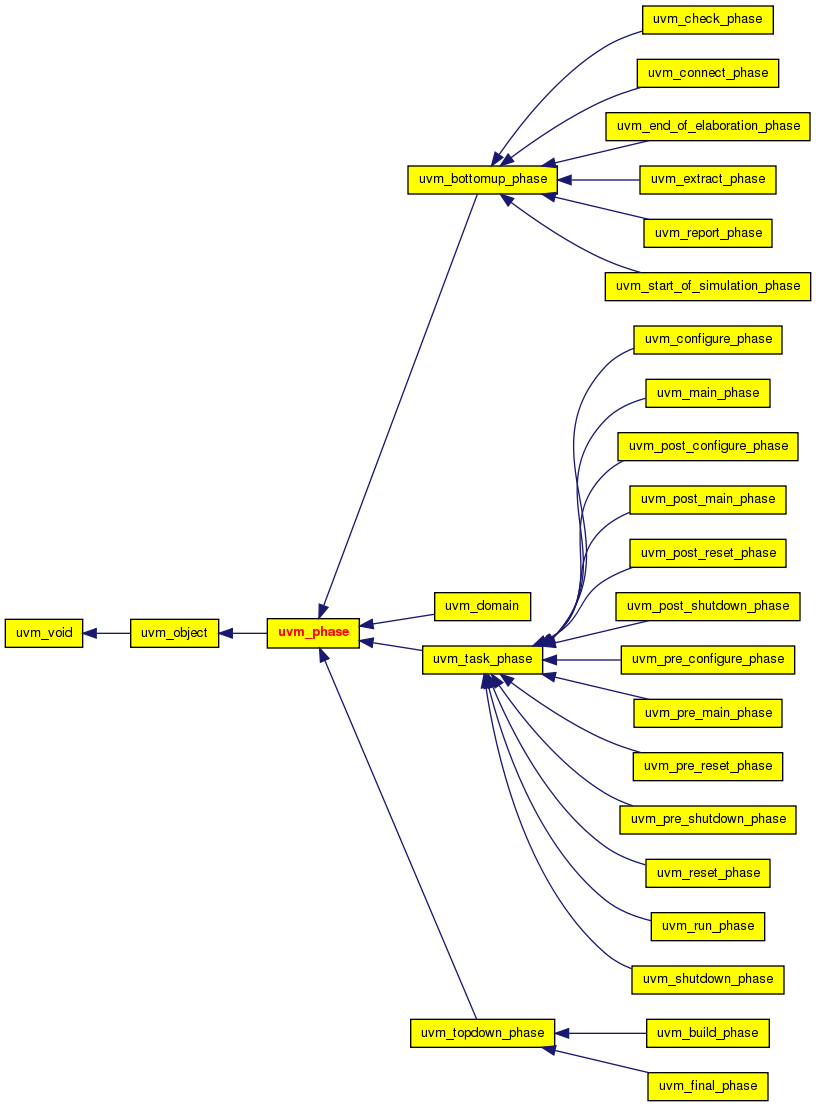 uvm_check_phase
uvm_connect_phase
uvm_end_of_elaboration_phase
uvm_bottomup_phase
uvm_extract_phase
uvm_report_phase
uvm_start_of_simulation_phase
uvm_configure_phase
uvm_main_phase
uvm_post_configure_phase
uvm_post_main_phase
uvm_post_reset_phase
uvm_domain
uvm_post_shutdown_phase
uvm_void
uvm_object
uvm_phase
uvm_task_phase
uvm_pre_configure_phase
uvm_pre_main_phase
uvm_pre_reset_phase
uvm_pre_shutdown_phase
uvm_reset_phase
uvm_run_phase
uvm_shutdown_phase
uvm_topdown_phase
uvm_build_phase
uvm_final_phase